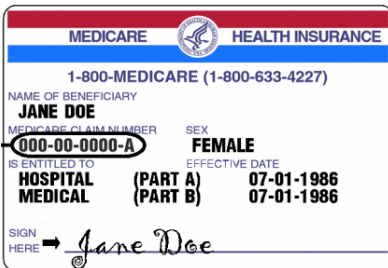 MEDICARE HEALTH INSURANCE
1-800-MEDICARE (1-800-633-4227)
NAME OF BENEFICIARY
JANE DOE
MEDICARE CLAIM NUMBER SEX
000-00-0000-A FEMALE
IS ENTITLED TO EFFECTIVE DATE
HOSPITAL (PART A) 07-01-1986
MEDICAL (PART B) 07-01-1986
SIGN
HERE Jane Doe